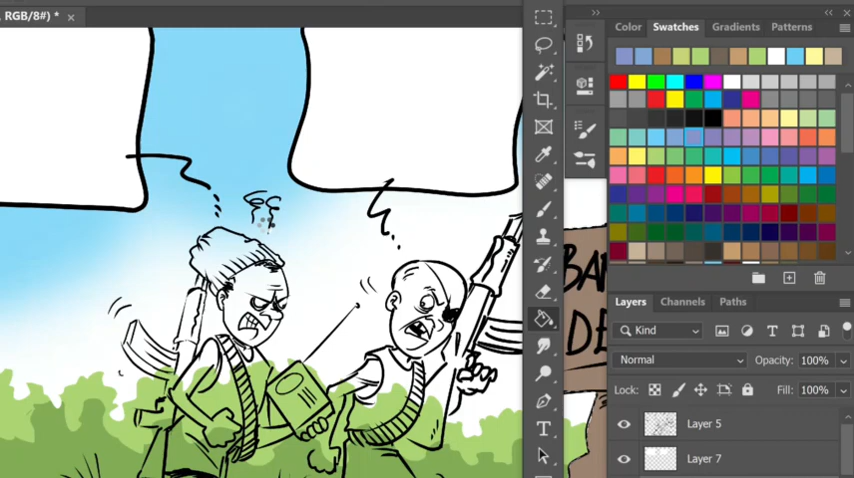 RGB/8#) *
Color Swatches Gradients Patterns
Layers Channels Paths
Kind
Normal Opacity: 100%
Lock: Fill: 100%
Layer 5
Layer 7
DE